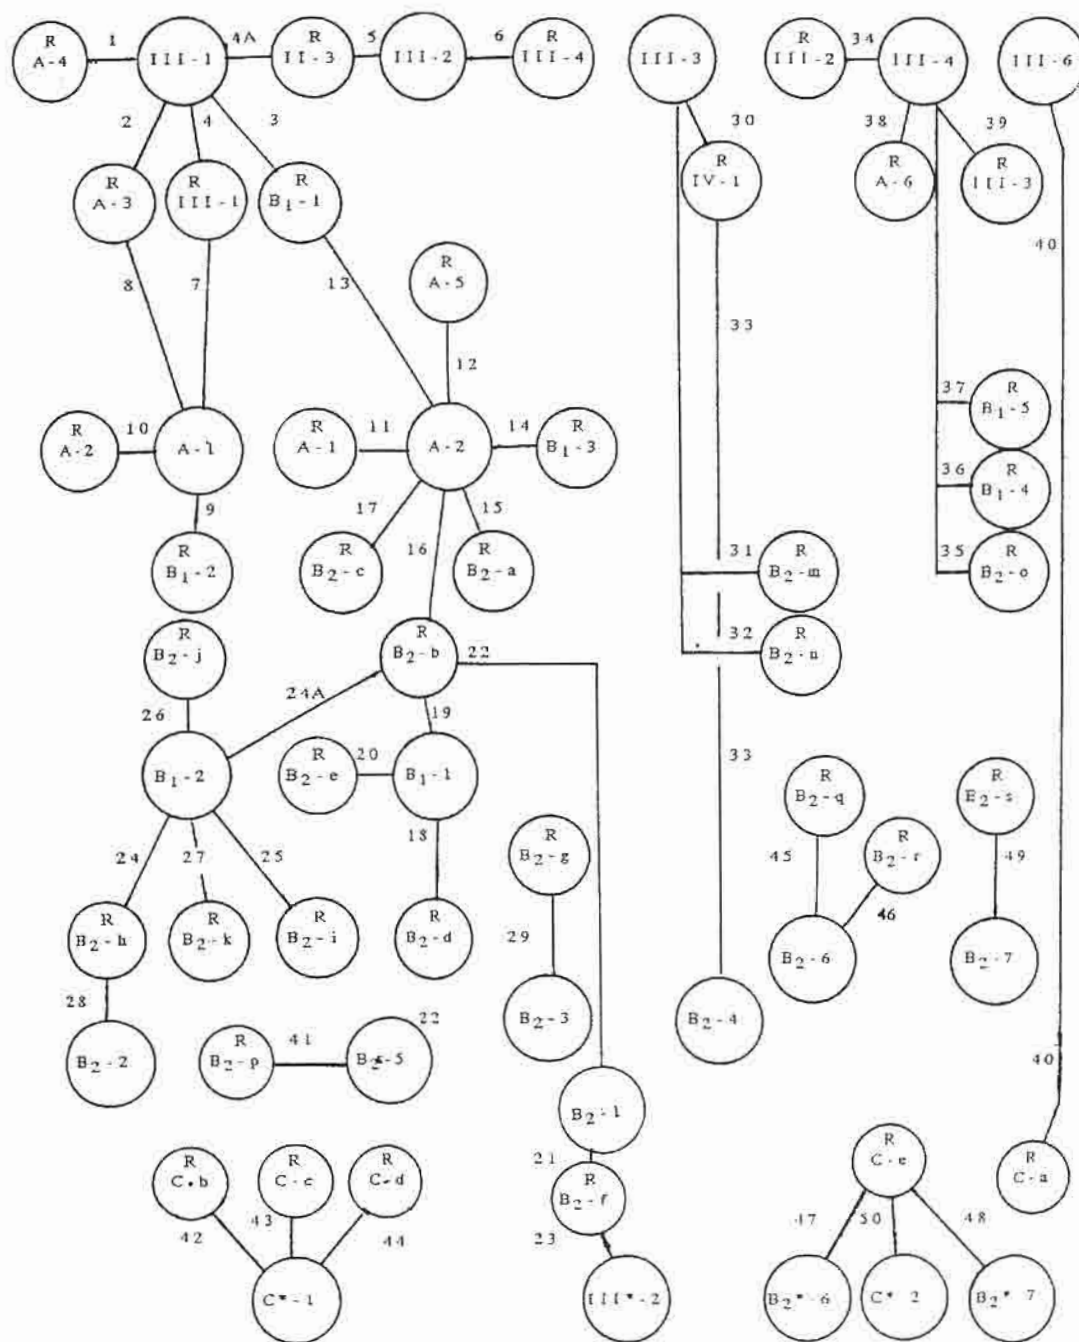 R A-4 1 III-1 4A R II-3 5 III-2 6 R III-4 III-3 R III-2 34 III-4 III-6
2 4 3 30 38 39
R A-3 R III-1 R B1-1 R IV-1 R A-6 R III-3
8 7 13 R A-5 33 40
12
R A-2 10 A-1 R A-1 11 A-2 14 R B1-3 37 R B1-5
9 17 16 15 36 R B1-4
R B1-2 R B2-c R B2-a 31 R B2-m 35 R B2-o
R B2-j R B2-b 22 32 R B2-n
26 24A 19
B1-2 R B2-e 20 B1-1 33 R B2-q R E2-s
24 27 25 18 R B2-g 45 R B2-r 49
R B2-h R B2-k R B2-i R B2-d 29 46
B2-6 B2-7
28 22 B2-3 B2-4
B2-2 R B2-p 41 B2-5 40
B2-1
R C-b R C-c R C-d 21 R C-e R C-a
42 43 44 R B2-f 47 50 48
23
C*-1 III*-2 B2*-6 C*-2 B2*-7